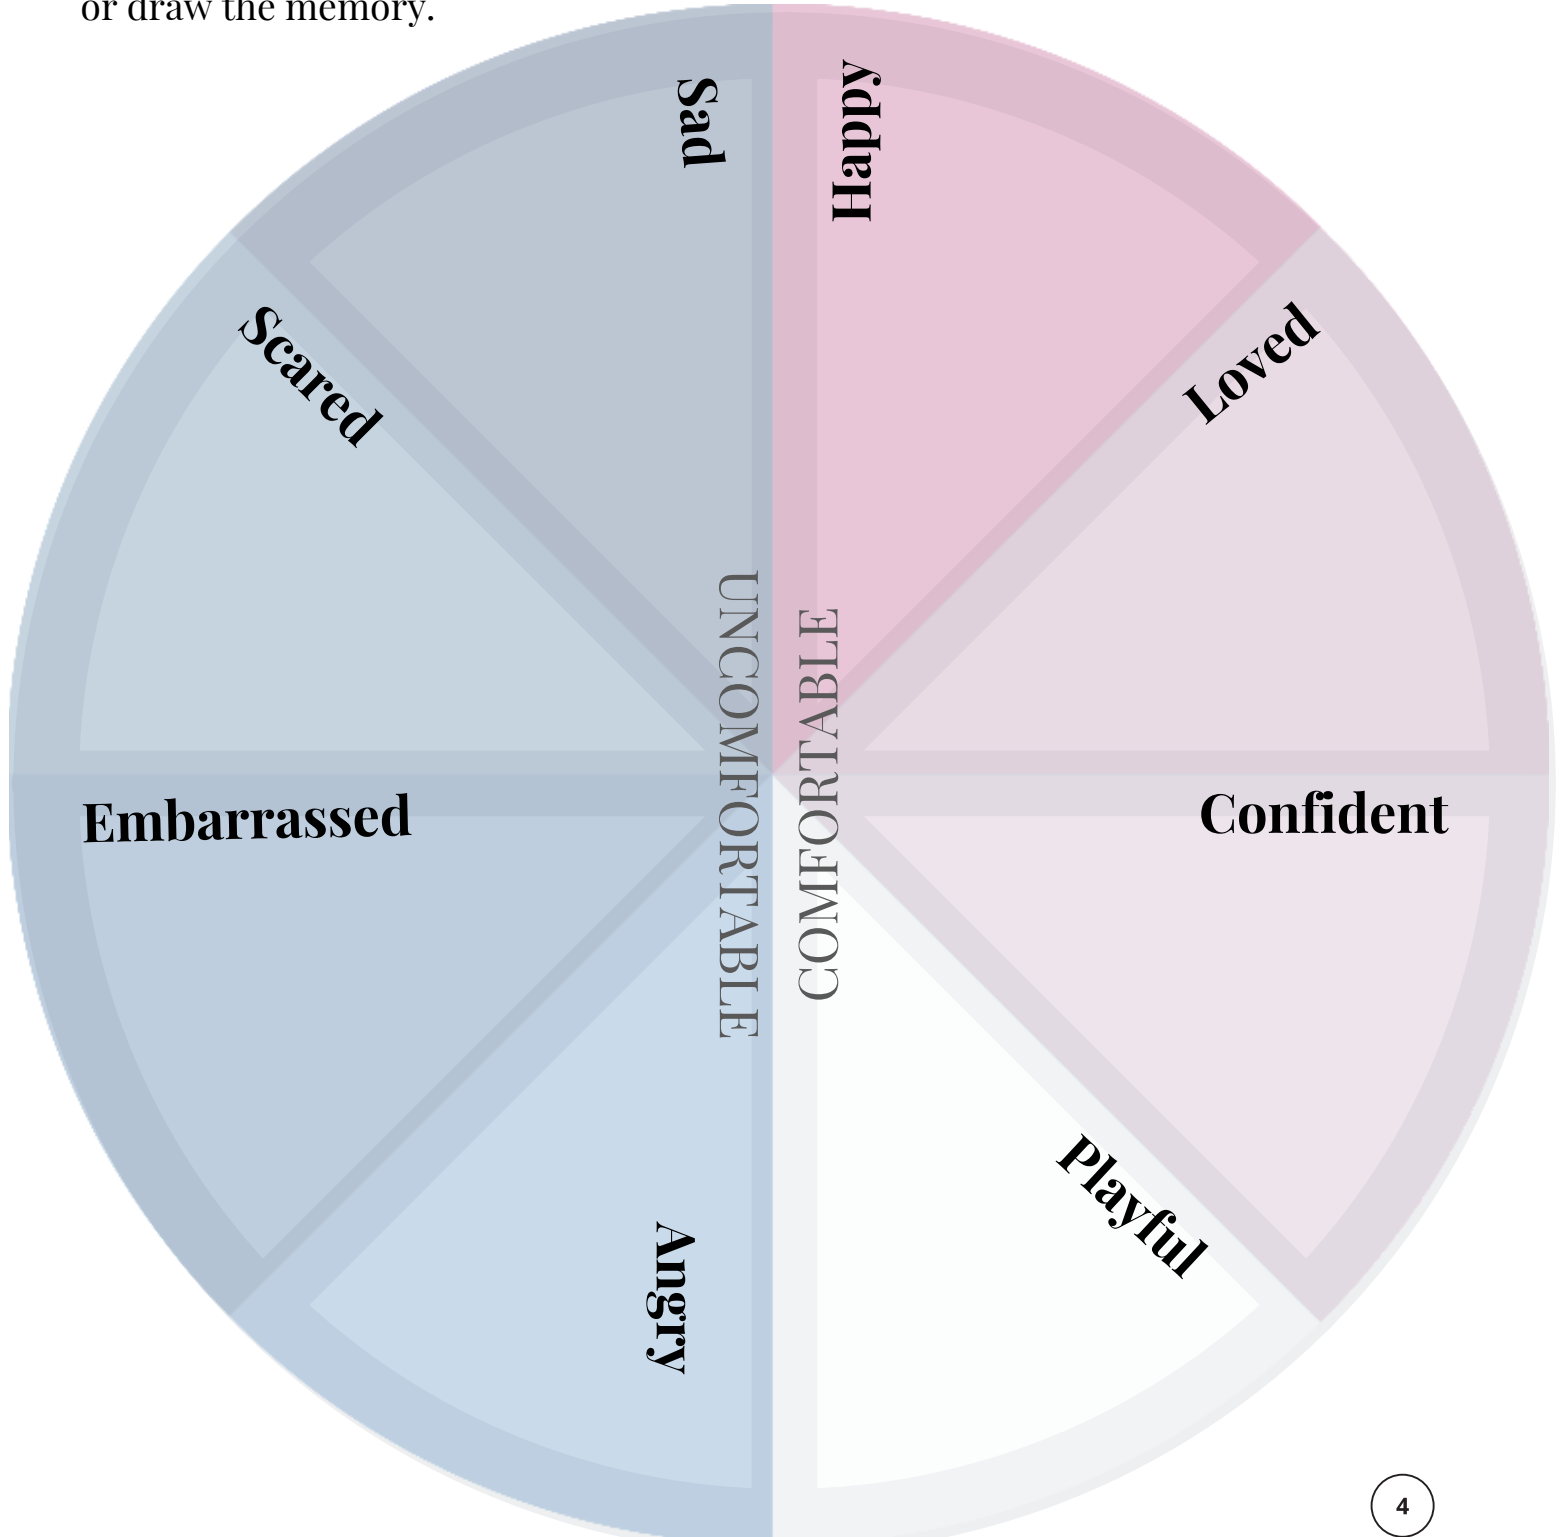 or draw the memory.
Sad
Happy
Scared
Loved
UNCOMFORTABLE
COMFORTABLE
Embarrassed
Confident
Playful
Angry
4